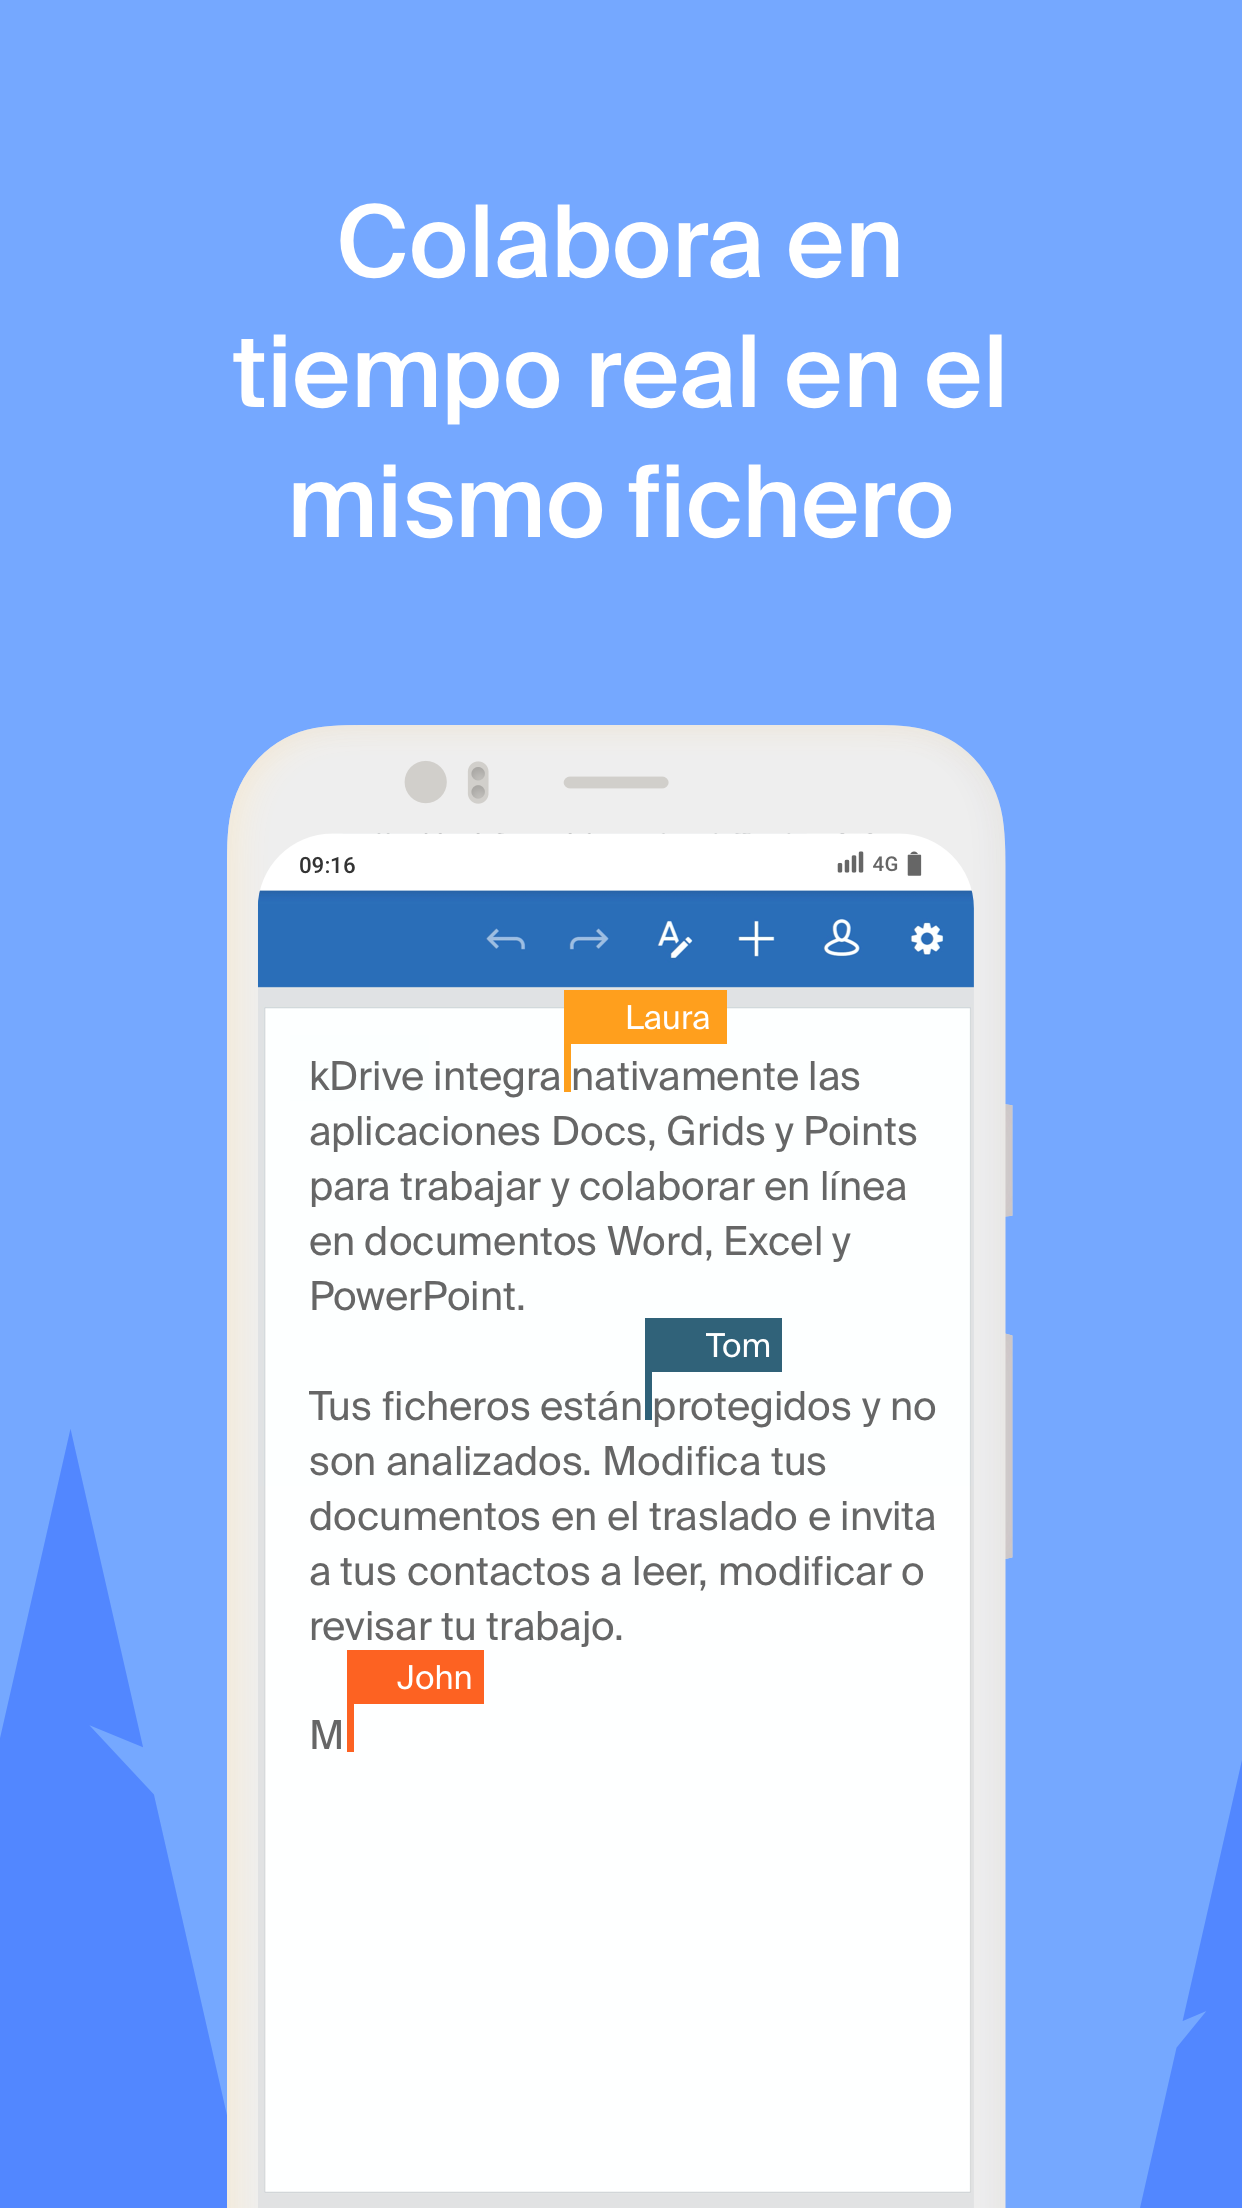 Colabora en
tiempo real en el
mismo fichero
09:16
4G
Laura
kDrive integra nativamente las
aplicaciones Docs, Grids y Points
para trabajar y colaborar en línea
en documentos Word, Excel y
PowerPoint.
Tom
Tus ficheros están protegidos y no
son analizados. Modifica tus
documentos en el traslado e invita
a tus contactos a leer, modificar o
revisar tu trabajo.
John
M